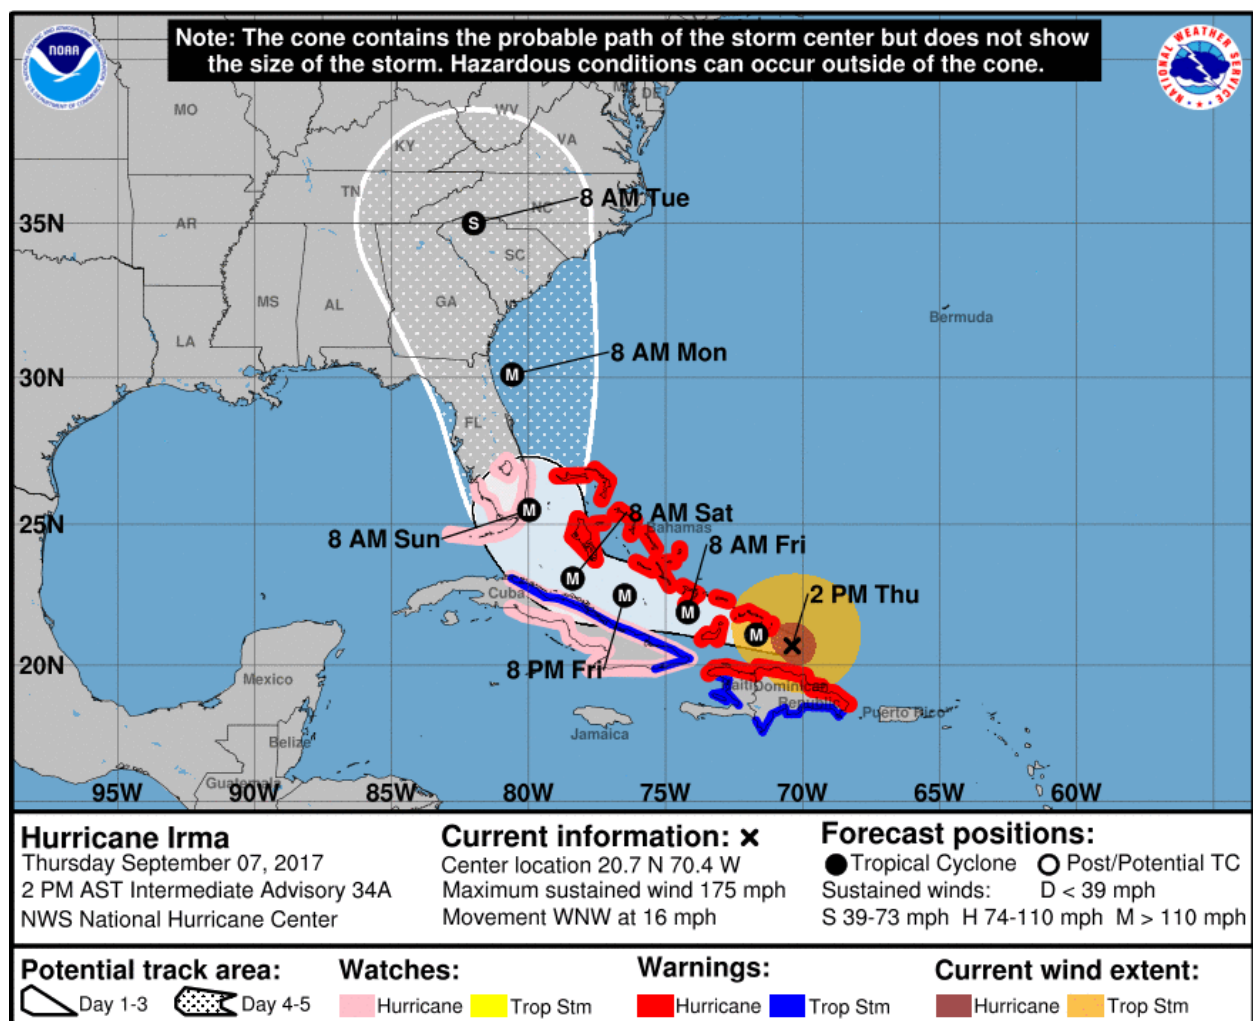 Note: The cone contains the probable path of the storm center but does not show
the size of the storm. Hazardous conditions can occur outside of the cone.
NOAA
NATIONAL WEATHER SERVICE
MO
WV
DE
KY
VA
TN
NC
8 AM Tue
35N
AR
S
SC
MS
AL
GA
Bermuda
LA
8 AM Mon
30N
M
FL
8 AM Sat
25N
M
Bahamas
8 AM Sun
8 AM Fri
M
Cuba
M
M
2 PM Thu
M
20N
8 PM Fri
Mexico
Haiti
Dominican
Republic
Puerto Rico
Jamaica
Belize
Guatemala
95W 90W 85W 80W 75W 70W 65W 60W
Hurricane Irma
Thursday September 07, 2017
2 PM AST Intermediate Advisory 34A
NWS National Hurricane Center
Current information: x
Center location 20.7 N 70.4 W
Maximum sustained wind 175 mph
Movement WNW at 16 mph
Forecast positions:
Tropical Cyclone Post/Potential TC
Sustained winds: D < 39 mph
S 39-73 mph H 74-110 mph M > 110 mph
Potential track area:
Day 1-3 Day 4-5
Watches:
Hurricane Trop Stm
Warnings:
Hurricane Trop Stm
Current wind extent:
Hurricane Trop Stm